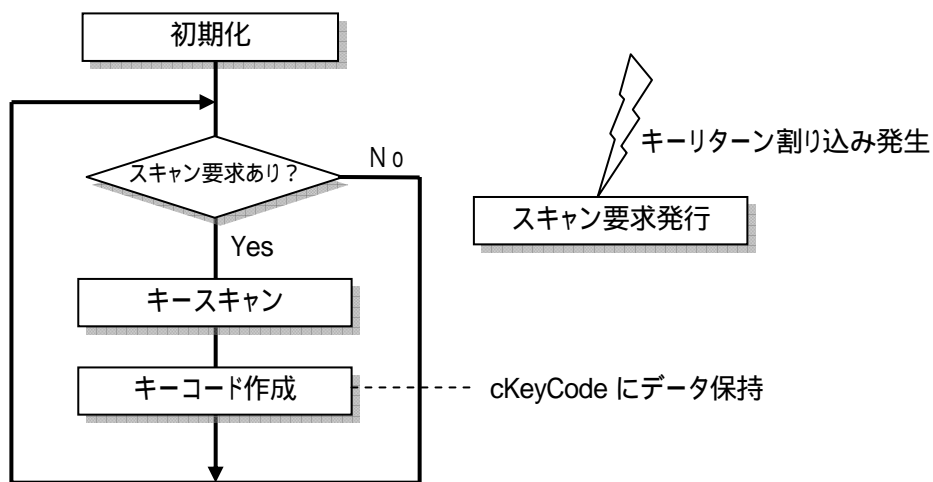 初期化
スキャン要求あり？
No
Yes
キースキャン
キーコード作成
cKeyCode にデータ保持
キーリターン割り込み発生
スキャン要求発行